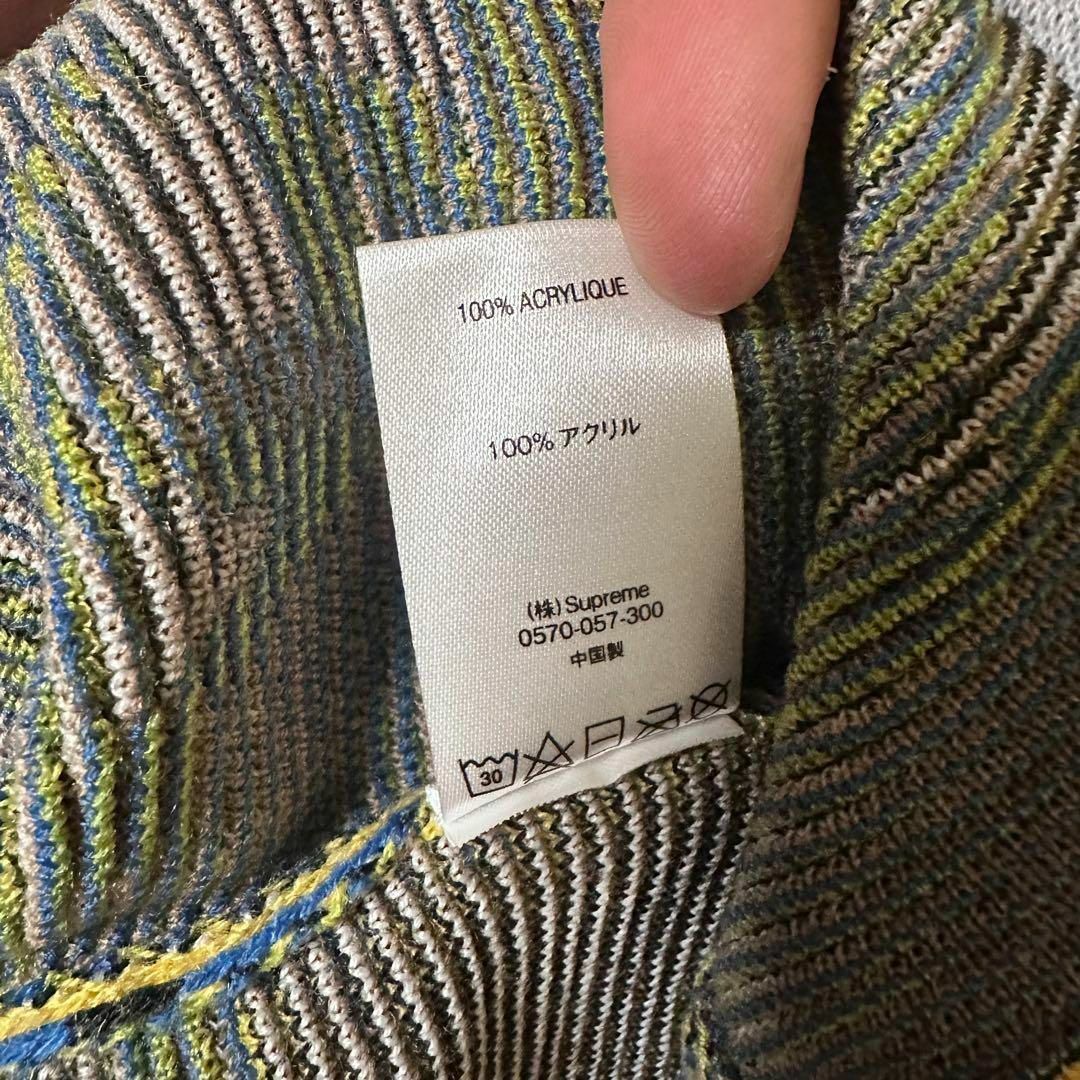 100% ACRYLIQUE
100% アクリル
(株) Supreme
0570-057-300
中国製
30